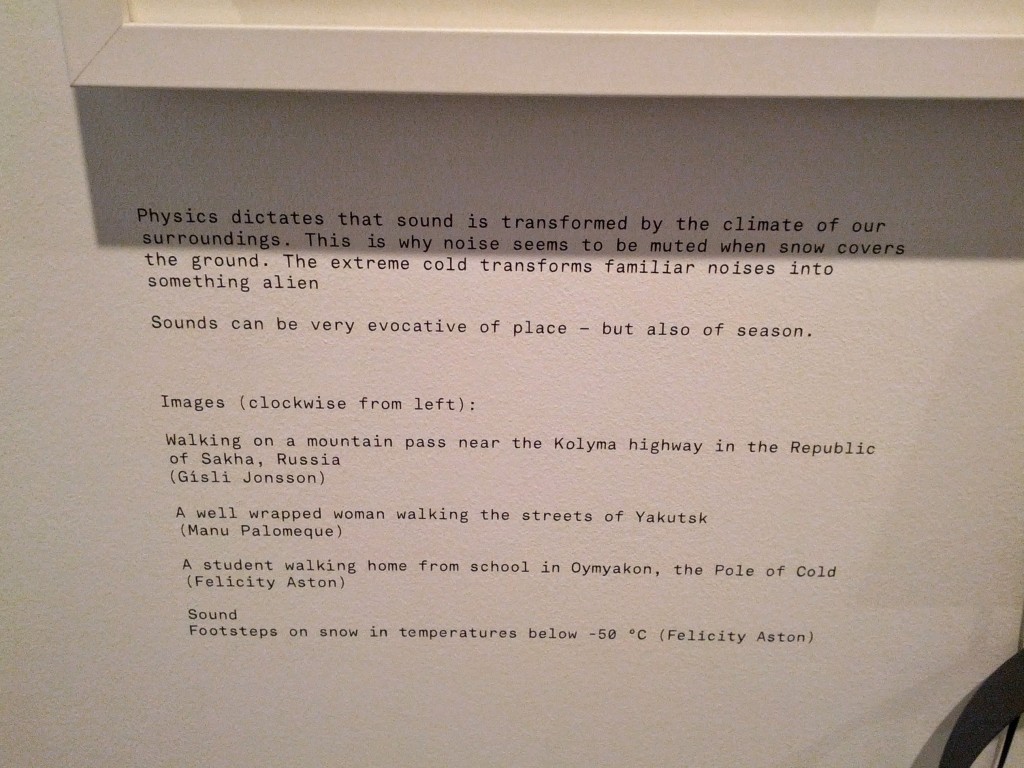 Physics dictates that sound is transformed by the climate of our
surroundings. This is why noise seems to be muted when snow covers
the ground. The extreme cold transforms familiar noises into
something alien
Sounds can be very evocative of place – but also of season.
Images (clockwise from left):
Walking on a mountain pass near the Kolyma highway in the Republic
of Sakha, Russia
(Gísli Jonsson)
A well wrapped woman walking the streets of Yakutsk
(Manu Palomeque)
A student walking home from school in Oymyakon, the Pole of Cold
(Felicity Aston)
Sound
Footsteps on snow in temperatures below -50 ºC (Felicity Aston)